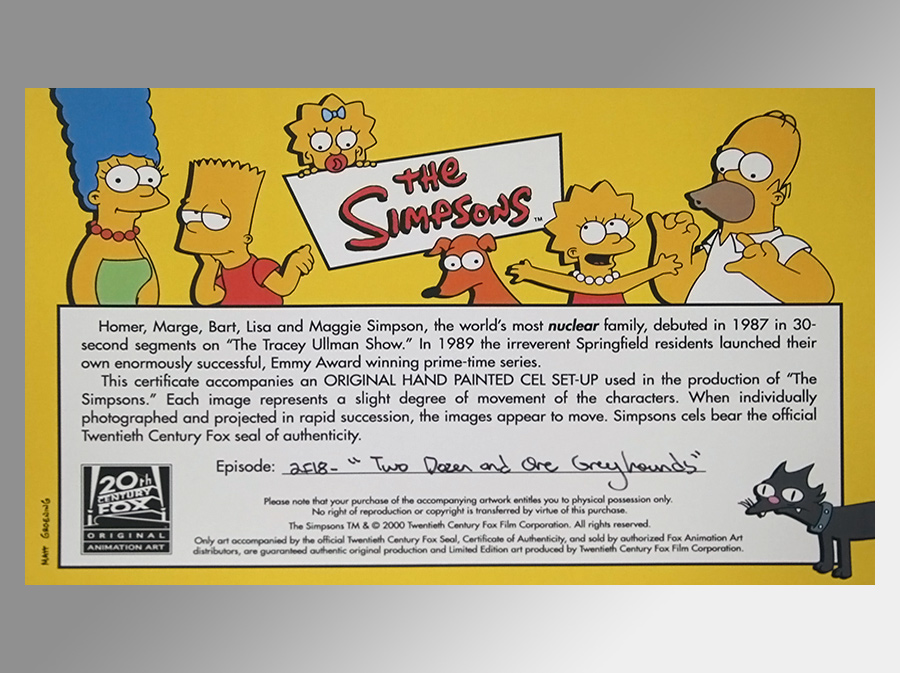 THE
SIMPSONS ™
Homer, Marge, Bart, Lisa and Maggie Simpson, the world's most nuclear family, debuted in 1987 in 30-
second segments on "The Tracey Ullman Show." In 1989 the irreverent Springfield residents launched their
own enormously successful, Emmy Award winning prime-time series.
This certificate accompanies an ORIGINAL HAND PAINTED CEL SET-UP used in the production of "The
Simpsons." Each image represents a slight degree of movement of the characters. When individually
photographed and projected in rapid succession, the images appear to move. Simpsons cels bear the official
Twentieth Century Fox seal of authenticity.
Episode: 2F18- "Two Dozen and One Greyhounds"
20th
CENTURY
FOX
ORIGINAL
ANIMATION ART
Please note that your purchase of the accompanying artwork entitles you to physical possession only.
No right of reproduction or copyright is transferred by virtue of this purchase.
The Simpsons TM & © 2000 Twentieth Century Fox Film Corporation. All rights reserved.
Only art accompanied by the official Twentieth Century Fox Seal, Certificate of Authenticity, and sold by authorized Fox Animation Art
distributors, are guaranteed authentic original production and Limited Edition art produced by Twentieth Century Fox Film Corporation.
MATT GROENING